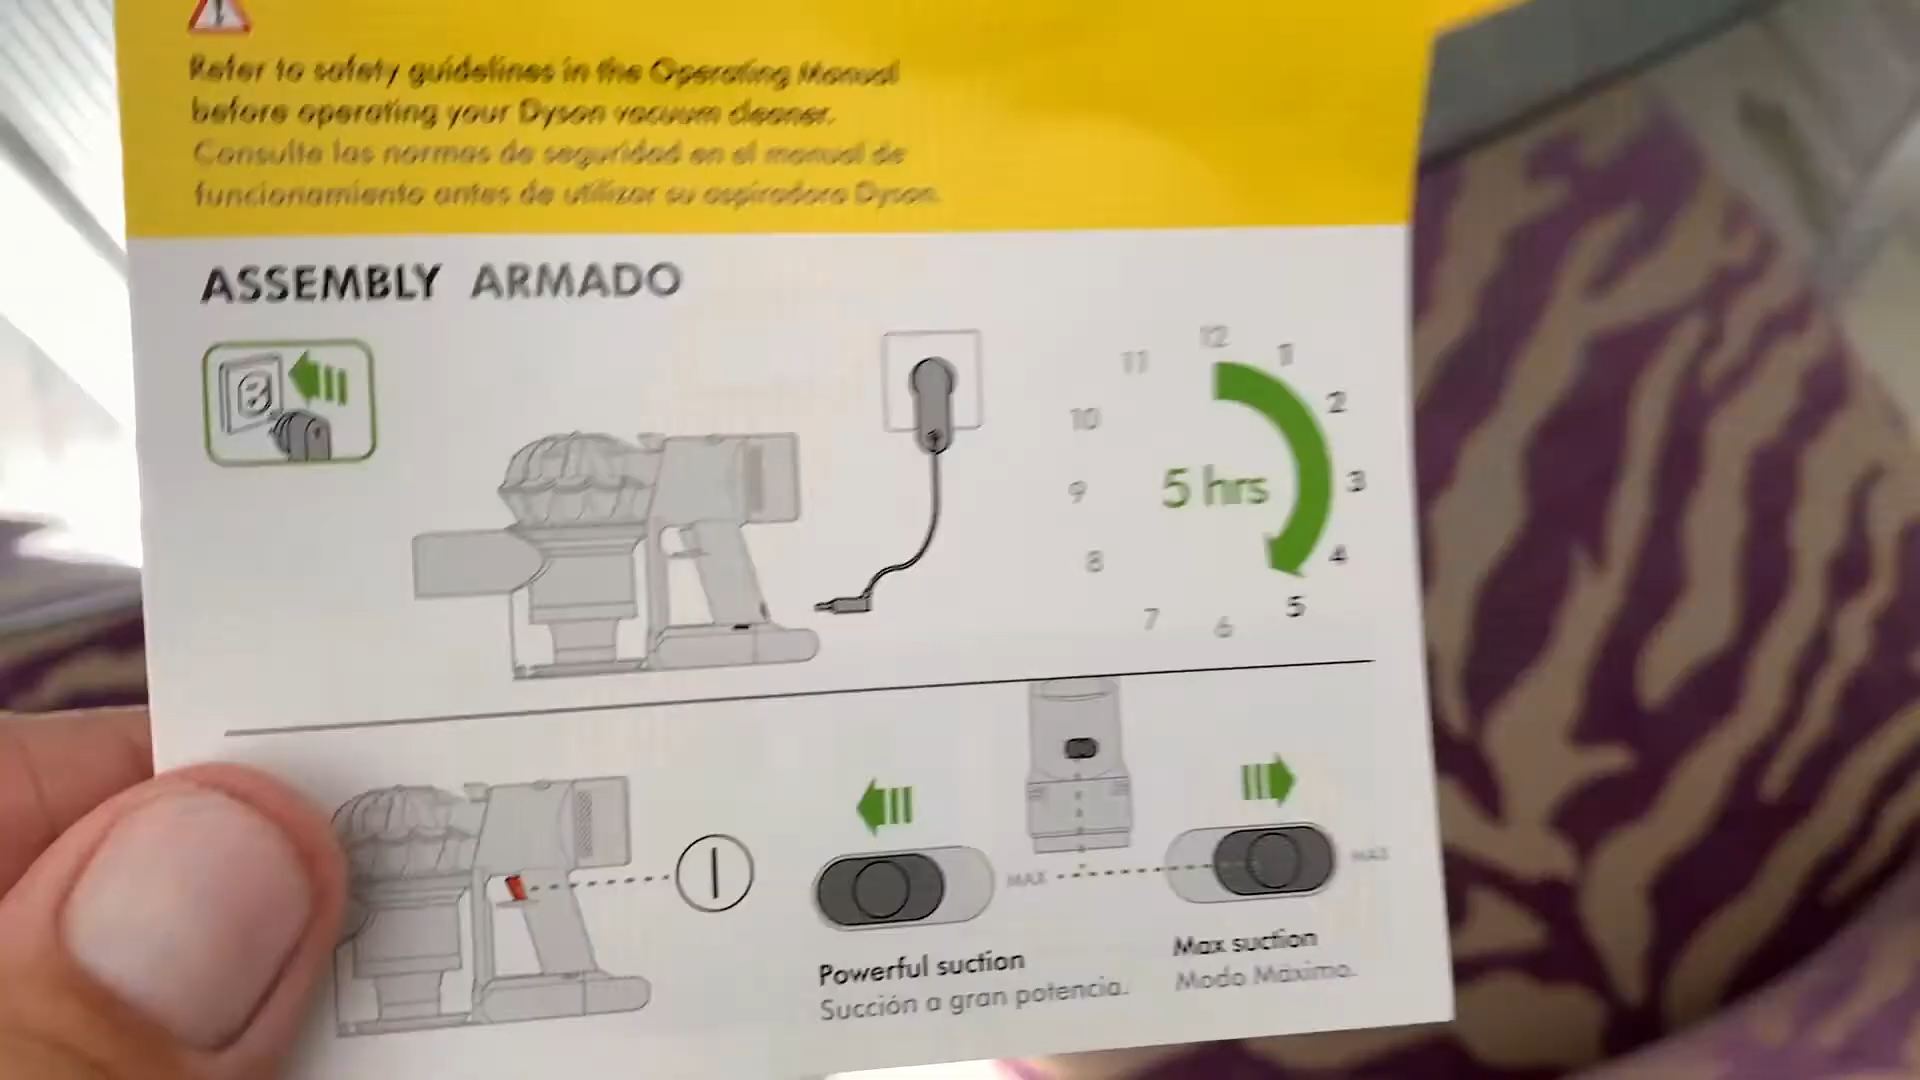 Refer to safety guidelines in the Operating Manual
before operating your Dyson vacuum cleaner.
Consulte las normas de seguridad en el manual de
funcionamiento antes de utilizar su aspiradora Dyson.
ASSEMBLY ARMADO
12
11
1
10
2
9
5 hrs
3
8
4
7
6
5
MAX
MAX
Powerful suction
Succión a gran potencia.
Max suction
Modo Máximo.